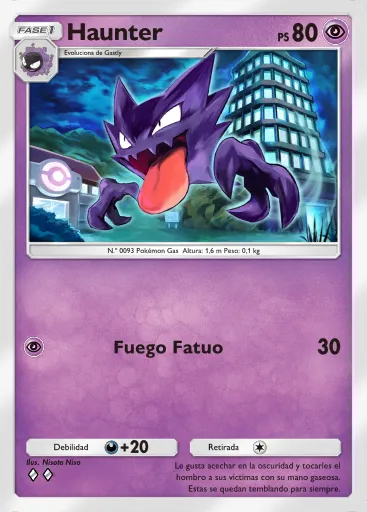 FASE 1
Haunter
PS 80
Evoluciona de Gastly
N.° 0093 Pokémon Gas Altura: 1,6 m Peso: 0,1 kg
Fuego Fatuo 30
Debilidad +20
Retirada
Ilus. Nisota Niso
Le gusta acechar en la oscuridad y tocarles el
hombro a sus víctimas con su mano gaseosa.
Estas se quedan temblando para siempre.